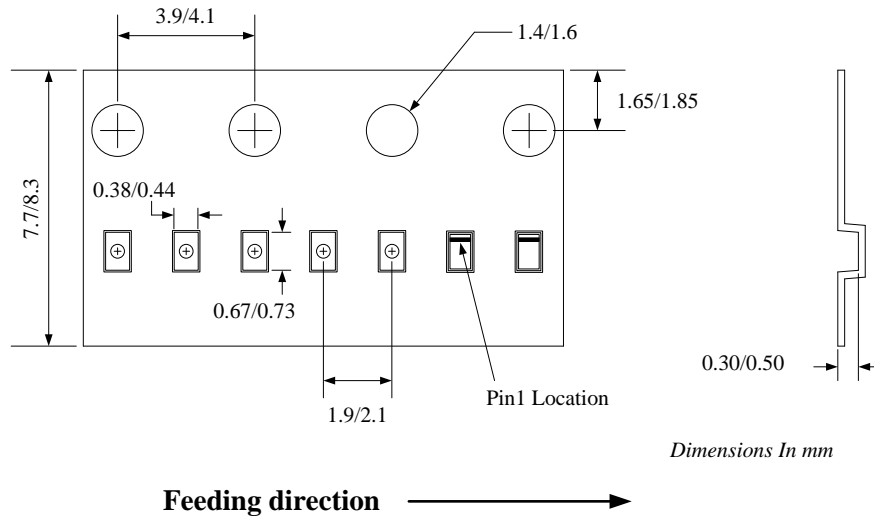 3.9/4.1
1.4/1.6
1.65/1.85
7.7/8.3
0.38/0.44
0.67/0.73
0.30/0.50
1.9/2.1
Pin1 Location
Dimensions In mm
Feeding direction